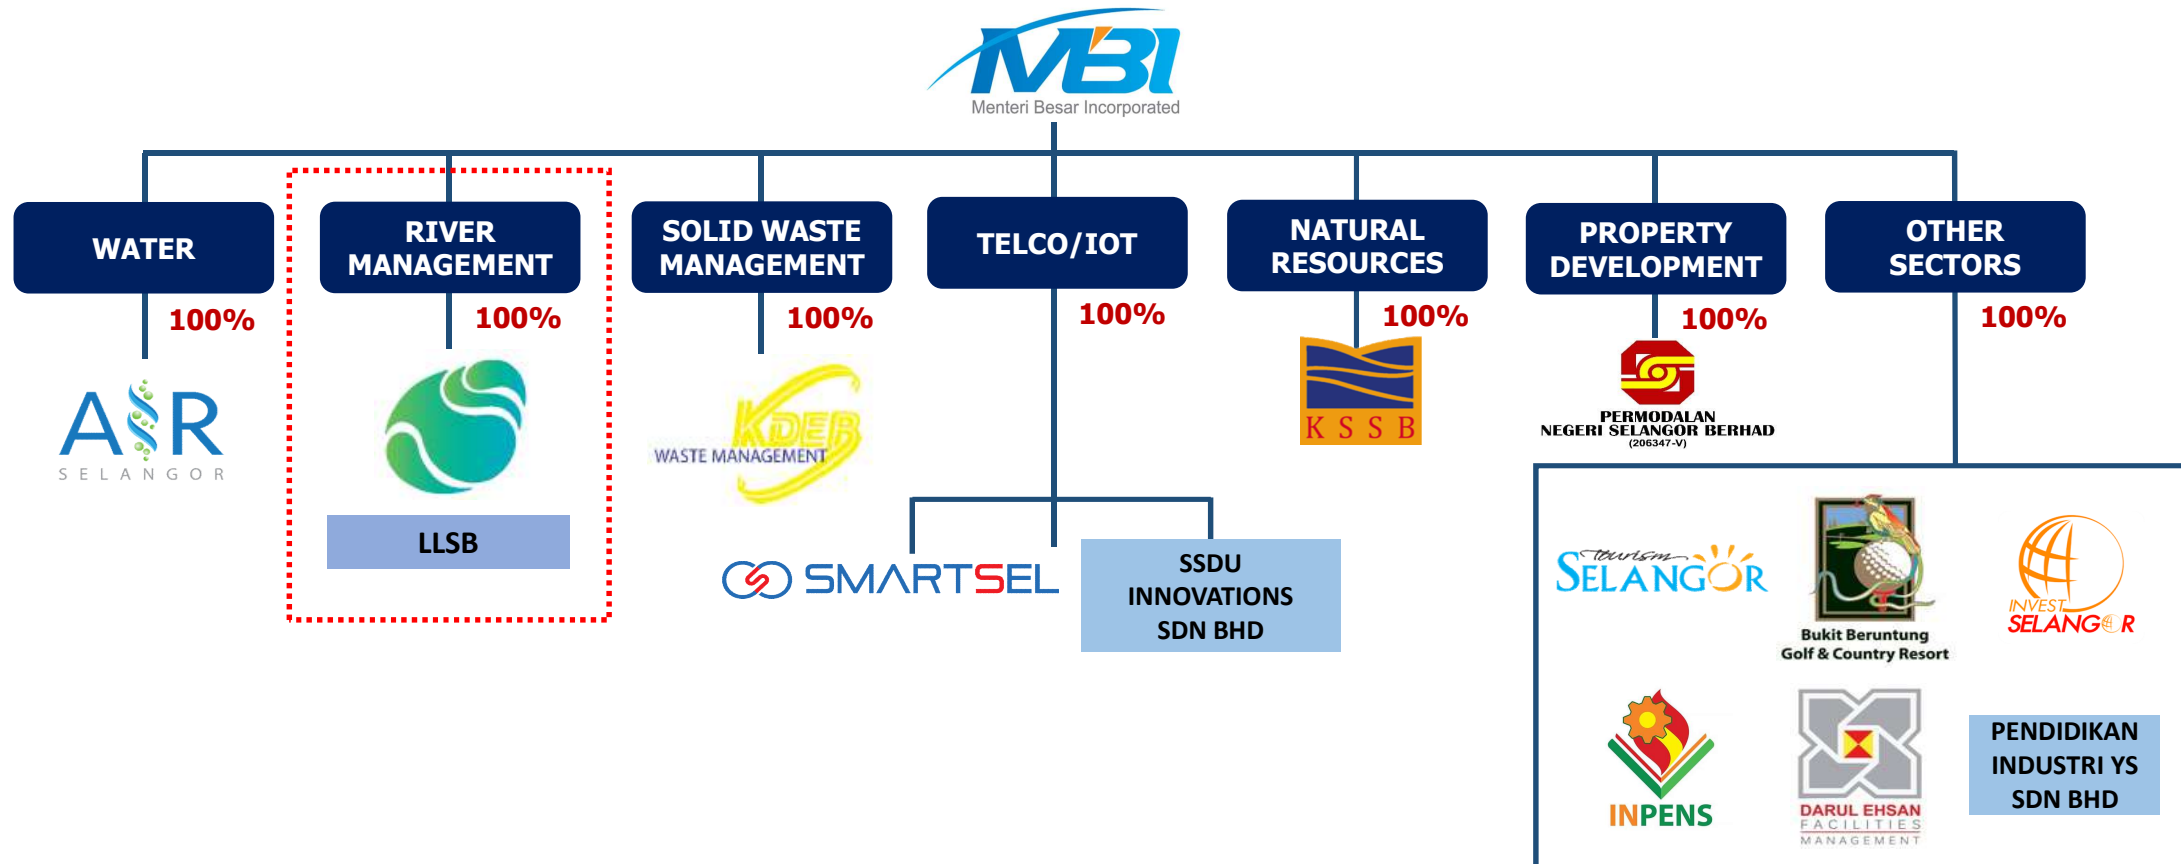 MBI
Menteri Besar Incorporated
WATER
RIVER
MANAGEMENT
SOLID WASTE
MANAGEMENT
TELCO/IOT
NATURAL
RESOURCES
PROPERTY
DEVELOPMENT
OTHER
SECTORS
100%
100%
100%
100%
100%
100%
100%
AIR
SELANGOR
LLSB
KDEB
WASTE MANAGEMENT
SMARTSEL
SSDU
INNOVATIONS
SDN BHD
KSSB
PERMODALAN
NEGERI SELANGOR BERHAD
(206347-V)
tourism
SELANGOR
Bukit Beruntung
Golf & Country Resort
INVEST
SELANGOR
INPENS
DARUL EHSAN
FACILITIES
MANAGEMENT
PENDIDIKAN
INDUSTRI YS
SDN BHD